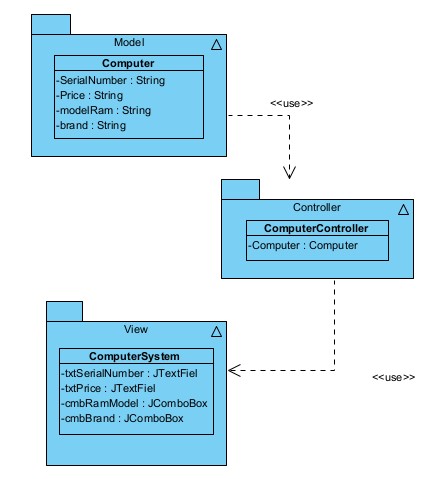 Model
Computer
-SerialNumber : String
-Price : String
-modelRam : String
-brand : String
<<use>>
Controller
ComputerController
-Computer : Computer
View
ComputerSystem
-txtSerialNumber : JTextFiel
-txtPrice : JTextFiel
-cmbRamModel : JComboBox
-cmbBrand : JComboBox
<<use>>